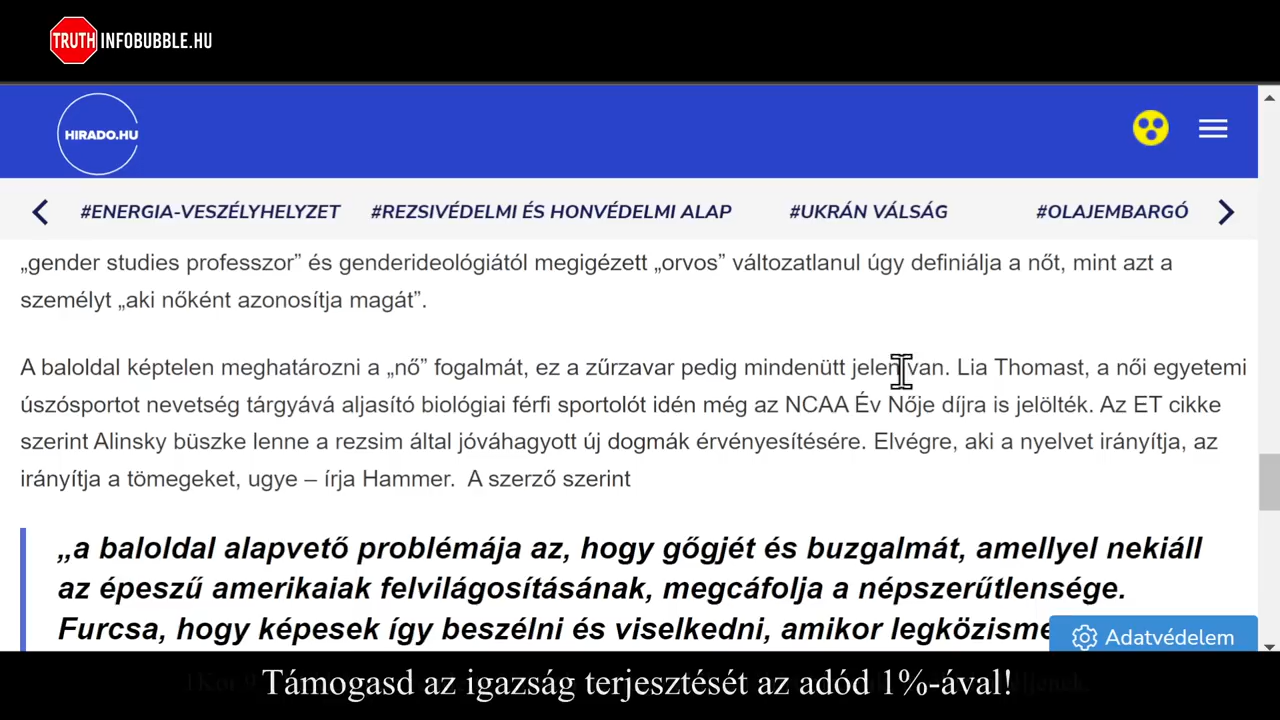 TRUTH INFOBUBBLE.HU
HIRADO.HU
#ENERGIA-VESZÉLYHELYZET #REZSIVÉDELMI ÉS HONVÉDELMI ALAP #UKRÁN VÁLSÁG #OLAJEMBARGÓ
„gender studies professzor” és genderideológiától megigézett „orvos” változatlanul úgy definiálja a nőt, mint azt a
személyt „aki nőként azonosítja magát”.
A baloldal képtelen meghatározni a „nő” fogalmát, ez a zűrzavar pedig mindenütt jelen van. Lia Thomast, a női egyetemi
úszósportot nevetség tárgyává aljasító biológiai férfi sportolót idén még az NCAA Év Nője díjra is jelölték. Az ET cikke
szerint Alinsky büszke lenne a rezsim által jóváhagyott új dogmák érvényesítésére. Elvégre, aki a nyelvet irányítja, az
irányítja a tömegeket, ugye – írja Hammer. A szerző szerint
„a baloldal alapvető problémája az, hogy gőgjét és buzgalmát, amellyel nekiáll
az épeszű amerikaiak felvilágosításának, megcáfolja a népszerűtlensége.
Furcsa, hogy képesek így beszélni és viselkedni, amikor
Adatvédelem
Támogasd az igazság terjesztését az adód 1%-ával!